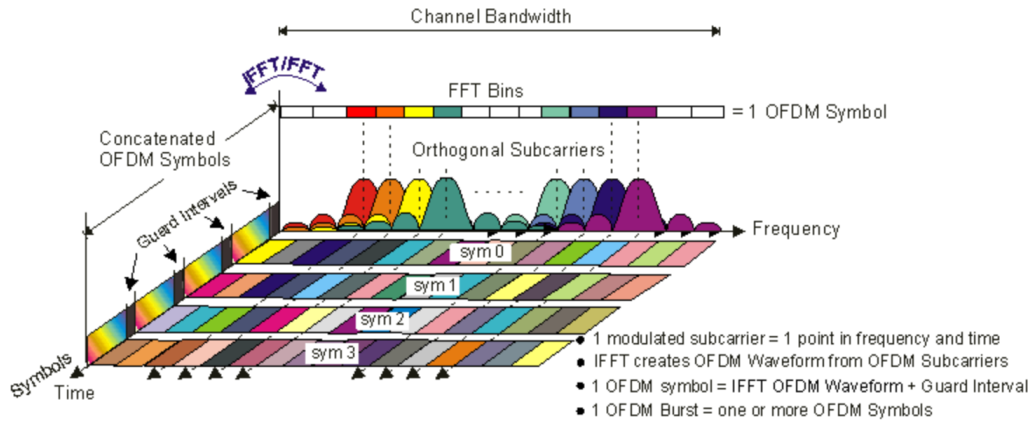 Channel Bandwidth
IFFT/FFT
FFT Bins
= 1 OFDM Symbol
Concatenated
OFDM Symbols
Orthogonal Subcarriers
Guard Intervals
Frequency
sym 0
sym 1
sym 2
sym 3
Symbols
Time
● 1 modulated subcarrier = 1 point in frequency and time
● IFFT creates OFDM Waveform from OFDM Subcarriers
● 1 OFDM symbol = IFFT OFDM Waveform + Guard Interval
● 1 OFDM Burst = one or more OFDM Symbols